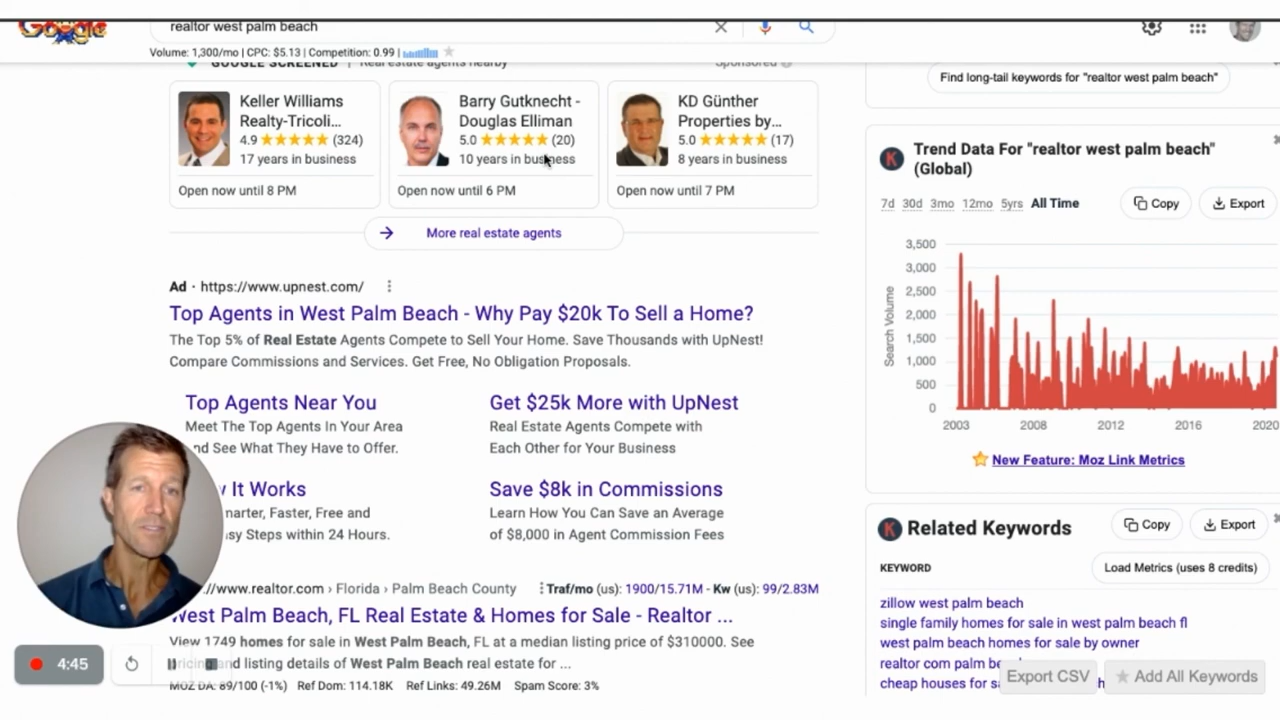 Google
realtor west palm beach
Volume: 1,300/mo | CPC: $5.13 | Competition: 0.99 |
GOOGLE SCREENED | Real estate agents nearby
Sponsored
Keller Williams
Realty-Tricoli...
4.9 ★★★★★ (324)
17 years in business
Open now until 8 PM
Barry Gutknecht -
Douglas Elliman
5.0 ★★★★★ (20)
10 years in business
Open now until 6 PM
KD Günther
Properties by...
5.0 ★★★★★ (17)
8 years in business
Open now until 7 PM
More real estate agents
Ad · https://www.upnest.com/
Top Agents in West Palm Beach - Why Pay $20k To Sell a Home?
The Top 5% of Real Estate Agents Compete to Sell Your Home. Save Thousands with UpNest!
Compare Commissions and Services. Get Free, No Obligation Proposals.
Top Agents Near You
Meet The Top Agents In Your Area
nd See What They Have to Offer.
Get $25k More with UpNest
Real Estate Agents Compete with
Each Other for Your Business
It Works
marter, Faster, Free and
sy Steps within 24 Hours.
Save $8k in Commissions
Learn How You Can Save an Average
of $8,000 in Agent Commission Fees
//www.realtor.com › Florida › Palm Beach County
Traf/mo (us): 1900/15.71M - Kw (us): 99/2.83M
West Palm Beach, FL Real Estate & Homes for Sale - Realtor ...
View 1749 homes for sale in West Palm Beach, FL at a median listing price of $310000. See
pricing and listing details of West Palm Beach real estate for ...
MOZ DA: 89/100 (-1%) Ref Dom: 114.18K Ref Links: 49.26M Spam Score: 3%
4:45
Find long-tail keywords for "realtor west palm beach"
K
Trend Data For "realtor west palm beach"
(Global)
7d 30d 3mo 12mo 5yrs All Time
Copy
Export
3,500
3,000
2,500
2,000
1,500
1,000
500
0
Search Volume
2003 2008 2012 2016 2020
New Feature: Moz Link Metrics
K
Related Keywords
Copy
Export
KEYWORD
Load Metrics (uses 8 credits)
zillow west palm beach
single family homes for sale in west palm beach fl
west palm beach homes for sale by owner
realtor com palm be
cheap houses for sa
Export CSV
★ Add All Keywords